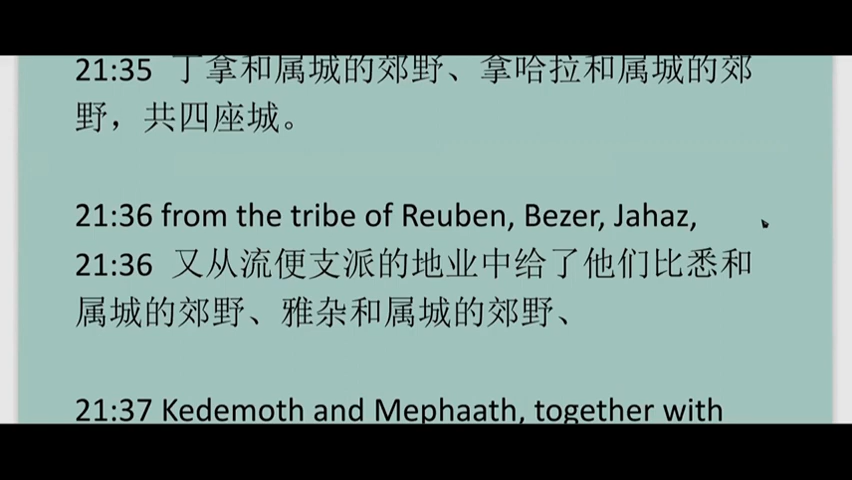 21:35 丁拿和属城的郊野、拿哈拉和属城的郊
野，共四座城。
21:36 from the tribe of Reuben, Bezer, Jahaz,
21:36 又从流便支派的地业中给了他们比悉和
属城的郊野、雅杂和属城的郊野、
21:37 Kedemoth and Mephaath, together with